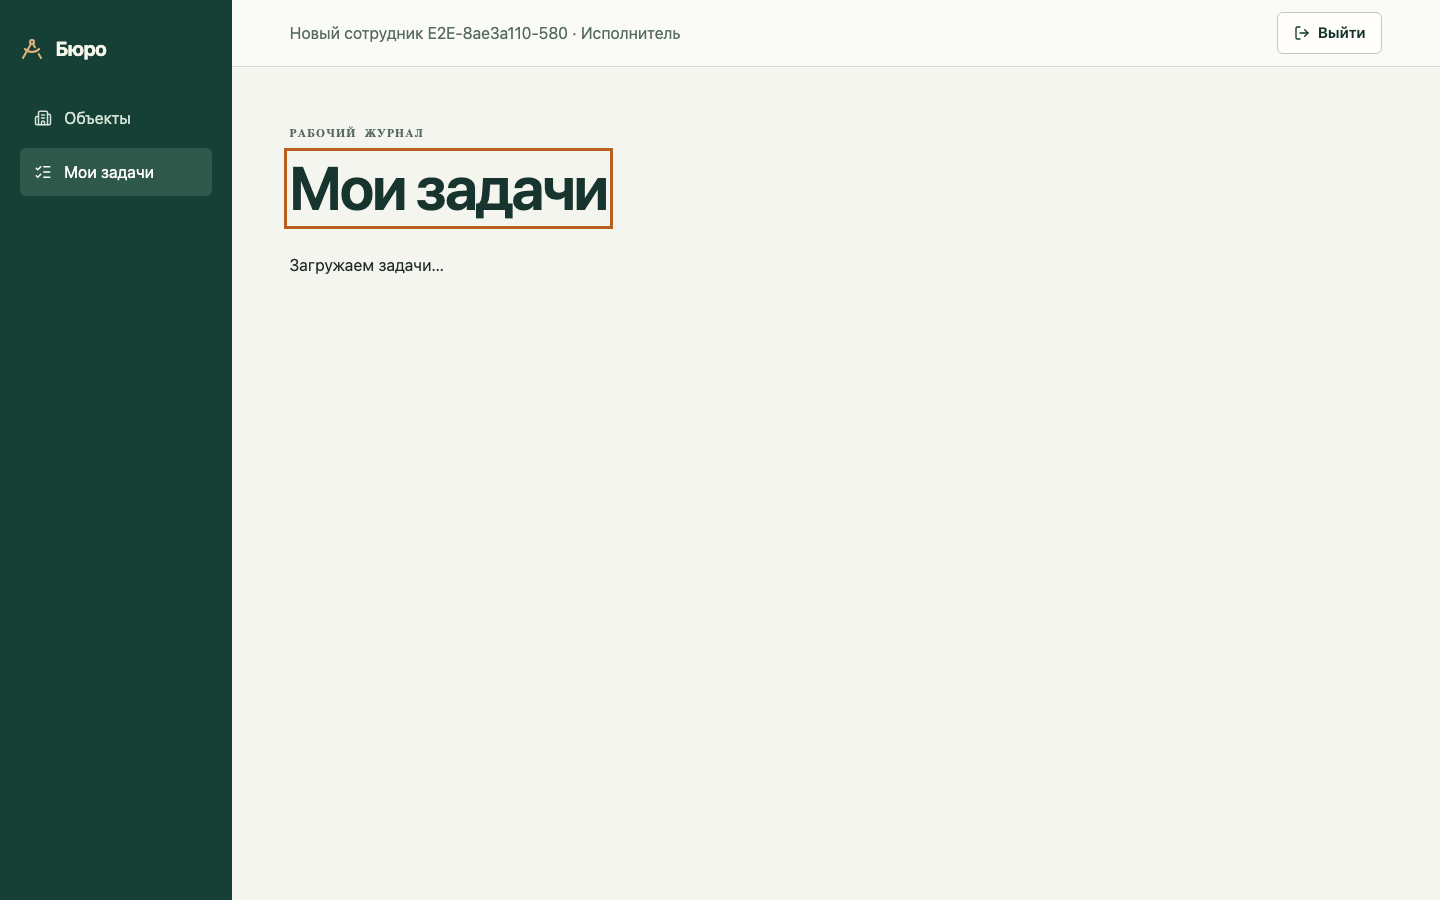 Бюро
Объекты
Мои задачи
Новый сотрудник E2E-8ae3a110-580 · Исполнитель
Выйти
РАБОЧИЙ ЖУРНАЛ
Мои задачи
Загружаем задачи...